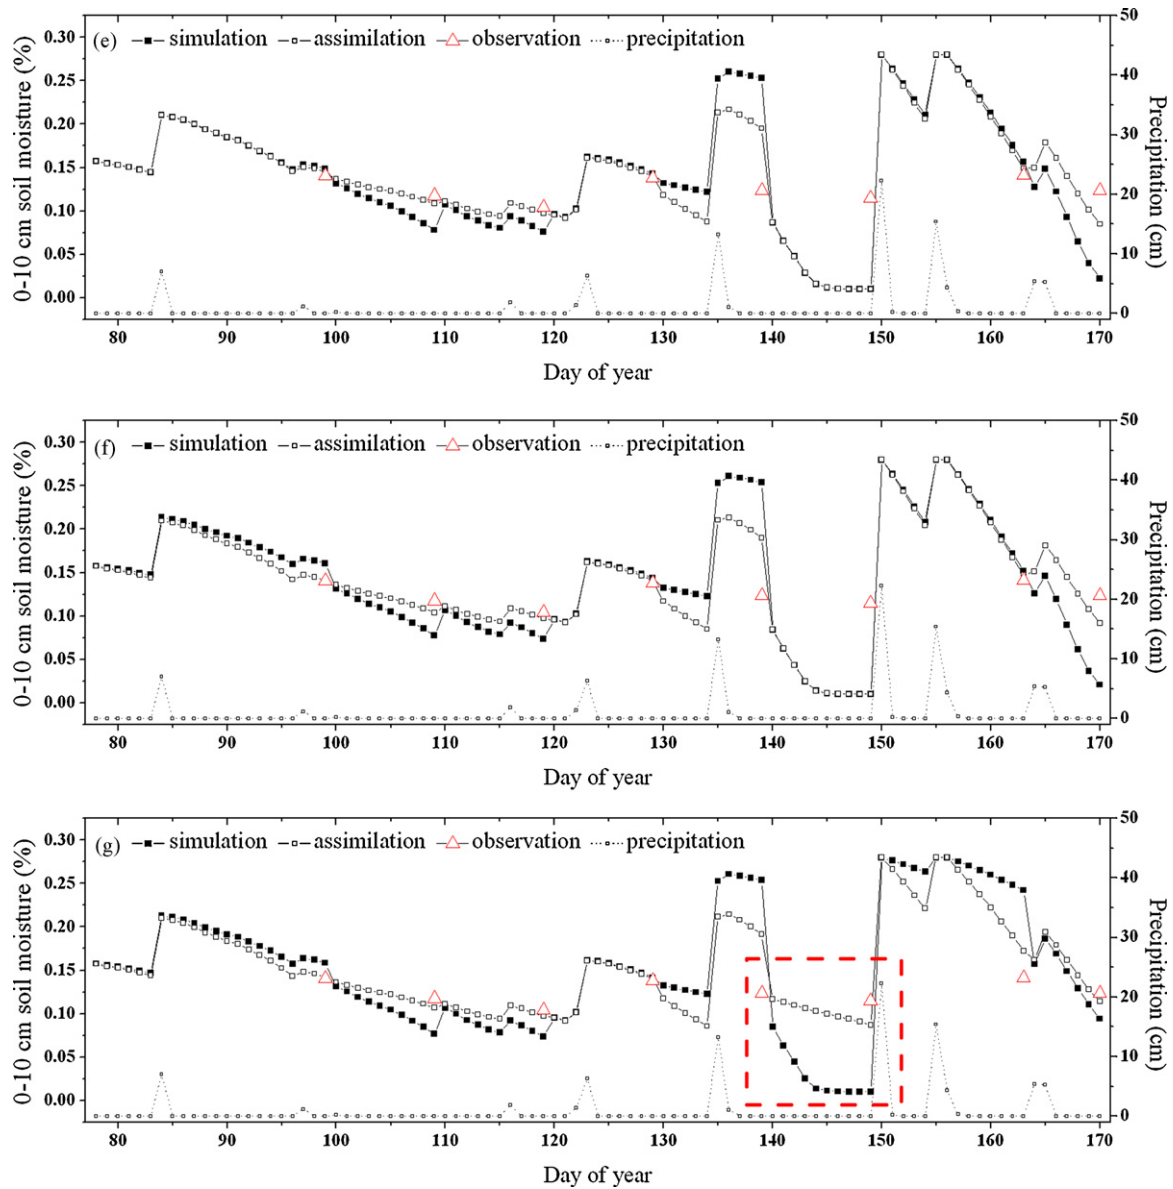 (e) simulation assimilation observation precipitation
0-10 cm soil moisture (%)
0.30
0.25
0.20
0.15
0.10
0.05
0.00
50
40
30
20
10
0
Precipitation (cm)
80 90 100 110 120 130 140 150 160 170
Day of year
(f) simulation assimilation observation precipitation
0-10 cm soil moisture (%)
0.30
0.25
0.20
0.15
0.10
0.05
0.00
50
40
30
20
10
0
Precipitation (cm)
80 90 100 110 120 130 140 150 160 170
Day of year
(g) simulation assimilation observation precipitation
0-10 cm soil moisture (%)
0.30
0.25
0.20
0.15
0.10
0.05
0.00
50
40
30
20
10
0
Precipitation (cm)
80 90 100 110 120 130 140 150 160 170
Day of year